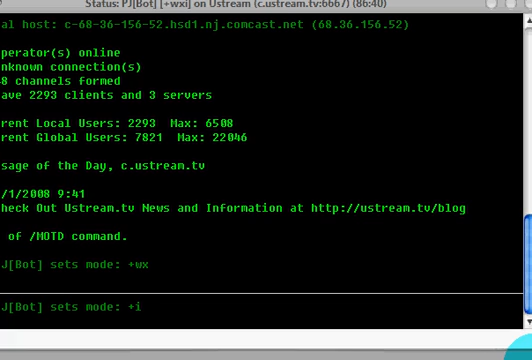 Status: PJ[Bot] [+wxi] on Ustream (c.ustream.tv:6667) (86:40)
al host: c-68-36-156-52.hsd1.nj.comcast.net (68.36.156.52)
perator(s) online
nknown connection(s)
8 channels formed
ave 2293 clients and 3 servers
rent Local Users: 2293 Max: 6508
rent Global Users: 7821 Max: 22046
sage of the Day, c.ustream.tv
/1/2008 9:41
heck Out Ustream.tv News and Information at http://ustream.tv/blog
of /MOTD command.
J[Bot] sets mode: +wx
J[Bot] sets mode: +i